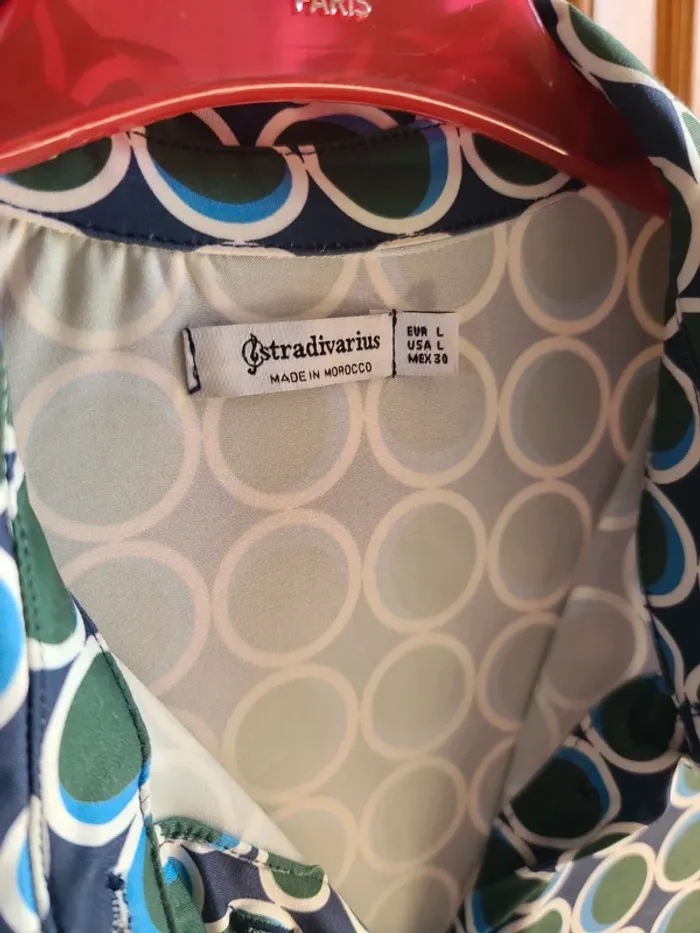 PARIS
Stradivarius
MADE IN MOROCCO
EUR L
USA L
MEX 30